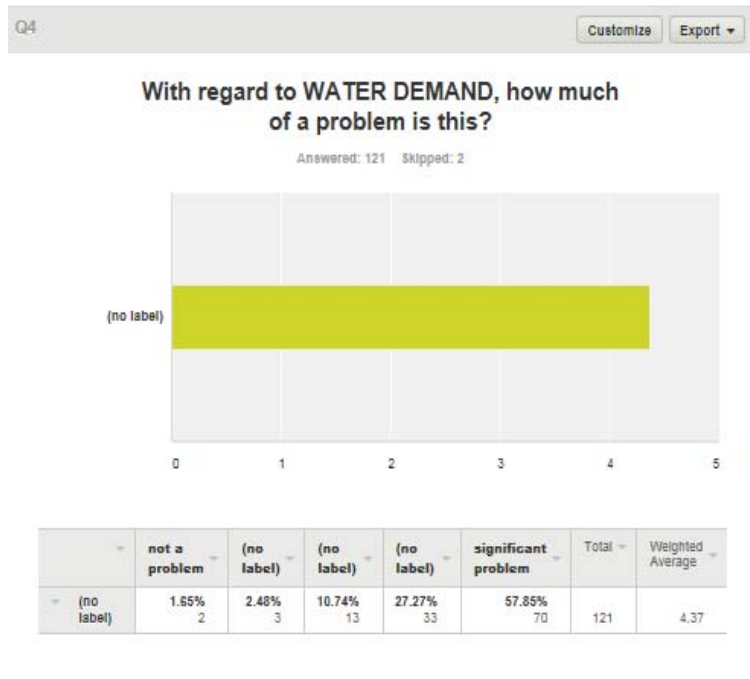 Q4 Customize Export
With regard to WATER DEMAND, how much
of a problem is this?
Answered: 121 Skipped: 2
(no label)
0 1 2 3 4 5
not a problem (no label) (no label) (no label) significant problem Total Weighted Average
(no label) 1.65% 2.48% 10.74% 27.27% 57.85%
2 3 13 33 70 121 4.37